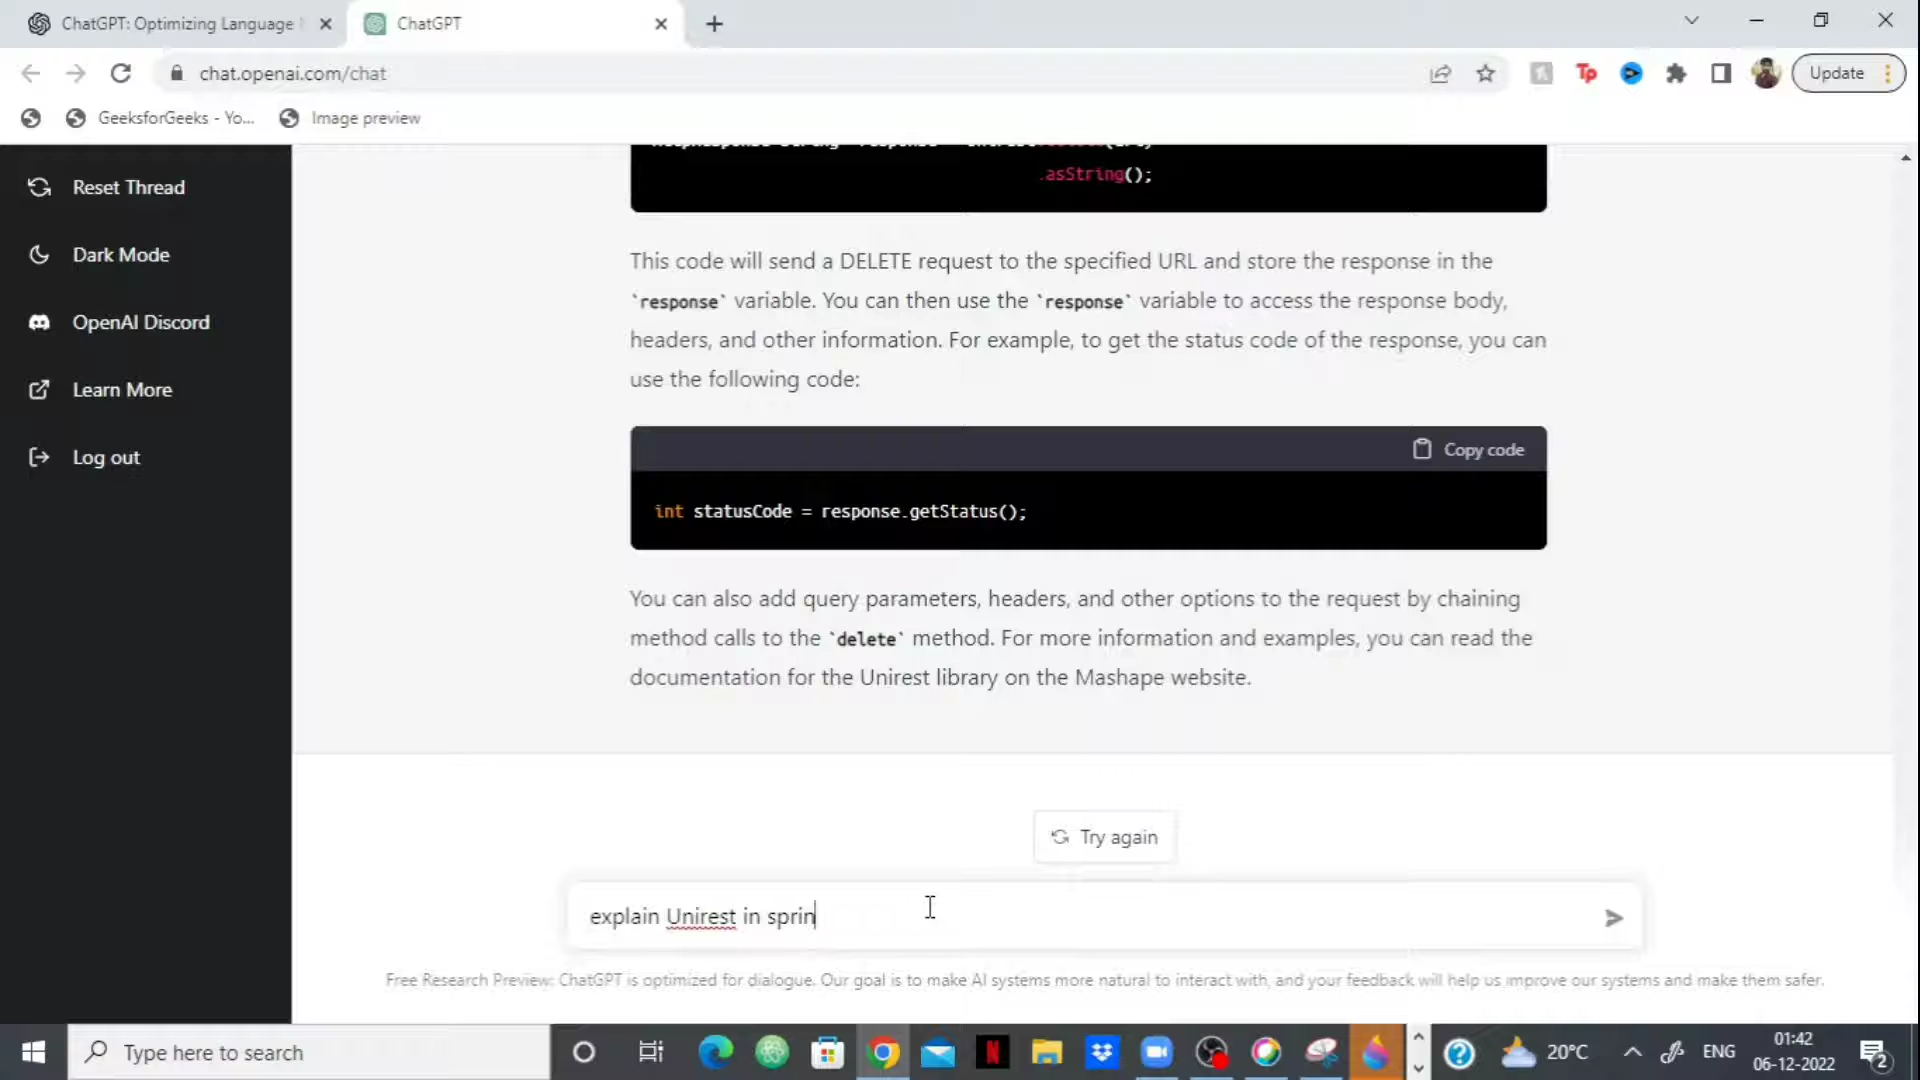 ChatGPT: Optimizing Language
ChatGPT
chat.openai.com/chat
Tp
Update
GeeksforGeeks - Yo...
Image preview
Reset Thread
Dark Mode
OpenAI Discord
Learn More
Log out
.asString();
This code will send a DELETE request to the specified URL and store the response in the
`response` variable. You can then use the `response` variable to access the response body,
headers, and other information. For example, to get the status code of the response, you can
use the following code:
Copy code
int statusCode = response.getStatus();
You can also add query parameters, headers, and other options to the request by chaining
method calls to the `delete` method. For more information and examples, you can read the
documentation for the Unirest library on the Mashape website.
Try again
explain Unirest in sprin
Free Research Preview: ChatGPT is optimized for dialogue. Our goal is to make AI systems more natural to interact with, and your feedback will help us improve our systems and make them safer.
Type here to search
N
20°C
ENG
01:42
06-12-2022
2